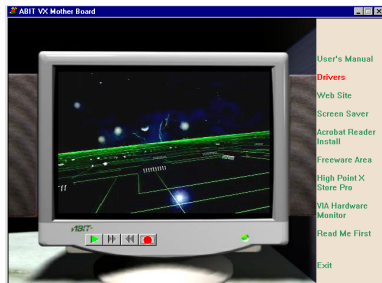 ABIT VX Mother Board
User's Manual
Drivers
Web Site
Screen Saver
Acrobat Reader
Install
Freeware Area
High Point X
Store Pro
VIA Hardware
Monitor
Read Me First
Exit
ABIT